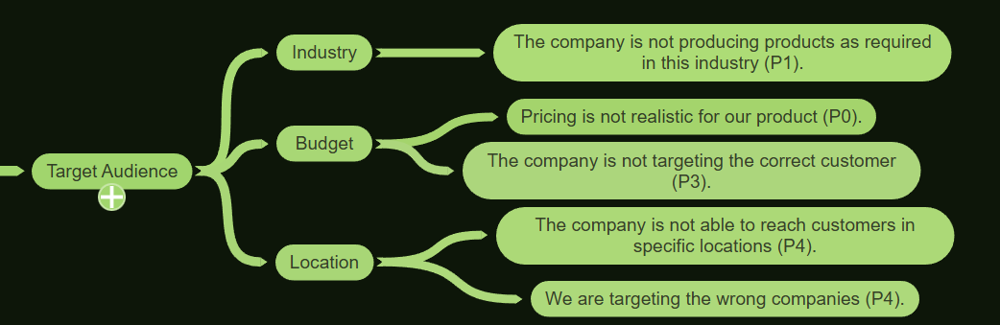 Industry
The company is not producing products as required
in this industry (P1).
Pricing is not realistic for our product (P0).
Budget
The company is not targeting the correct customer
(P3).
Target Audience
The company is not able to reach customers in
specific locations (P4).
Location
We are targeting the wrong companies (P4).